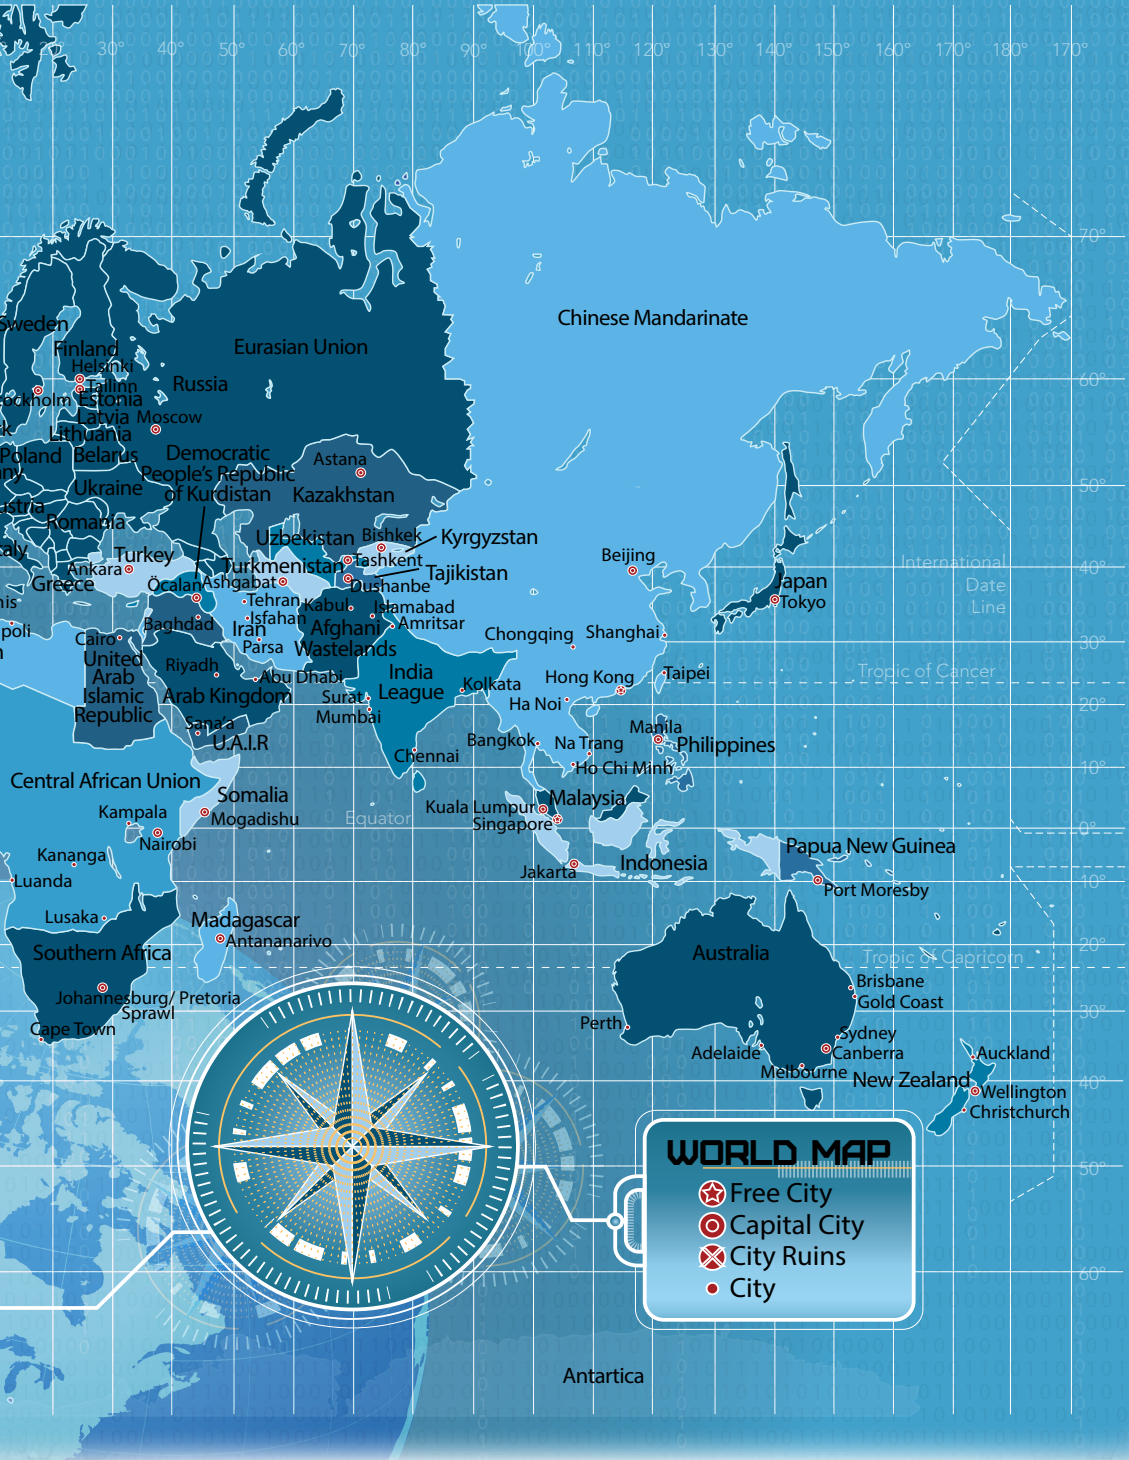 30°
40°
50°
60°
70°
80°
90°
100°
110°
120°
130°
140°
150°
160°
170°
180°
170°
70°
Chinese Mandarinate
Sweden
Finland
Eurasian Union
Helsinki
Russia
60°
Tallinn
ockholm
Estonia
Latvia
Moscow
k
Lithuania
Poland
Belarus
Democratic
People's Republic
of Kurdistan
Astana
any
Ukraine
Kazakhstan
50°
ustria
Romania
Uzbekistan
Bishkek
Kyrgyzstan
aly
Turkey
Tashkent
Beijing
International
Date
Line
40°
Ankara
Turkmenistan
Tajikistan
Greece
Öcalan
Ashgabat
Dushanbe
Japan
Tokyo
nis
Tehran
Kabul
Islamabad
poli
Baghdad
Isfahan
Amritsar
Iran
Afghani
Wastelands
Chongqing
Shanghai
30°
n
Cairo
Parsa
United
Arab
Islamic
Republic
Riyadh
Abu Dhabi
India
League
Taipei
Tropic of Cancer
Hong Kong
Arab Kingdom
Surat
Kolkata
Ha Noi
20°
Mumbai
Sana'a
U.A.I.R
Manila
Philippines
Bangkok
Na Trang
Chennai
Ho Chi Minh
10°
Central African Union
Somalia
Malaysia
Kampala
Mogadishu
Equator
Kuala Lumpur
Singapore
0°
Nairobi
Papua New Guinea
Kananga
Indonesia
Jakarta
Luanda
10°
Port Moresby
Lusaka
Madagascar
Antananarivo
20°
Southern Africa
Australia
Tropic of Capricorn
Brisbane
Johannesburg/ Pretoria
Sprawl
Gold Coast
30°
Cape Town
Perth
Sydney
Adelaide
Canberra
Auckland
Melbourne
New Zealand
40°
Wellington
Christchurch
WORLD MAP
50°
Free City
Capital City
City Ruins
60°
City
Antartica